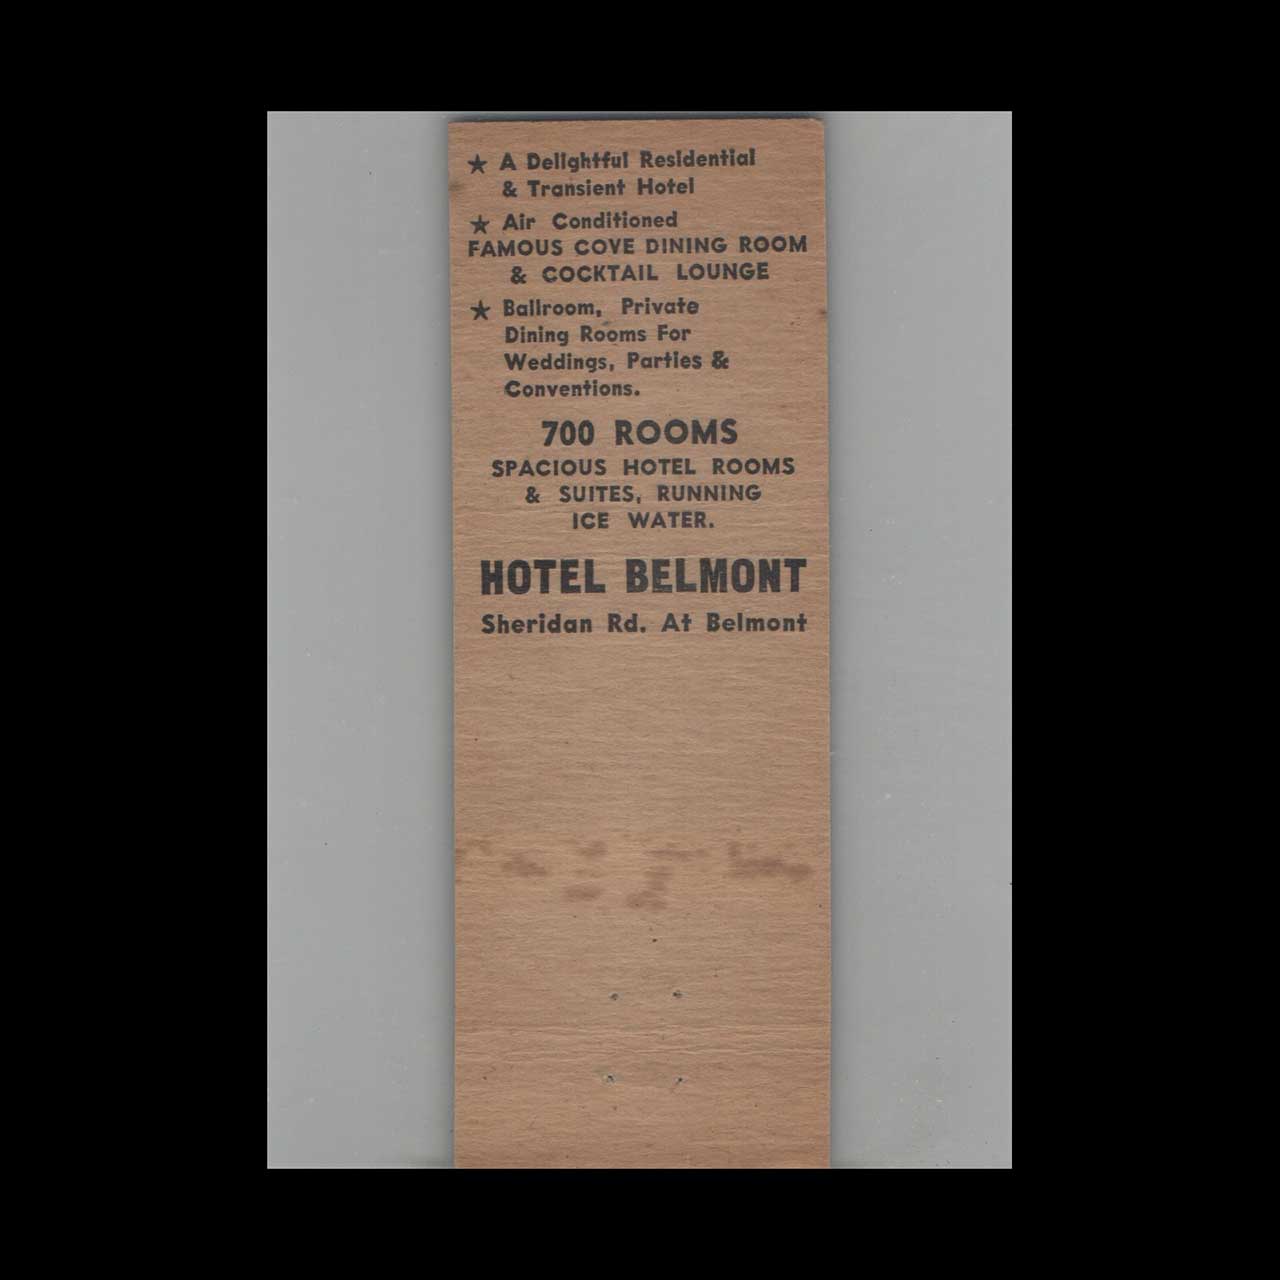 ★ A Delightful Residential
& Transient Hotel
★ Air Conditioned
FAMOUS COVE DINING ROOM
& COCKTAIL LOUNGE
★ Ballroom, Private
Dining Rooms For
Weddings, Parties &
Conventions.
700 ROOMS
SPACIOUS HOTEL ROOMS
& SUITES, RUNNING
ICE WATER.
HOTEL BELMONT
Sheridan Rd. At Belmont